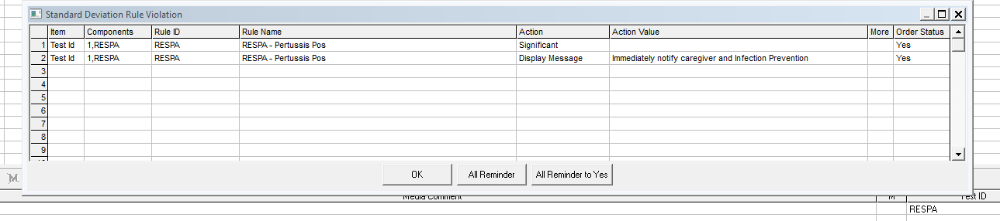 Standard Deviation Rule Violation
Item Components Rule ID Rule Name Action Action Value More Order Status
1 Test Id 1,RESPA RESPA RESPA - Pertussis Pos Significant Yes
2 Test Id 1,RESPA RESPA RESPA - Pertussis Pos Display Message Immediately notify caregiver and Infection Prevention Yes
3
4
5
6
7
8
9
OK All Reminder All Reminder to Yes
M
Media Comment M Test ID
RESPA